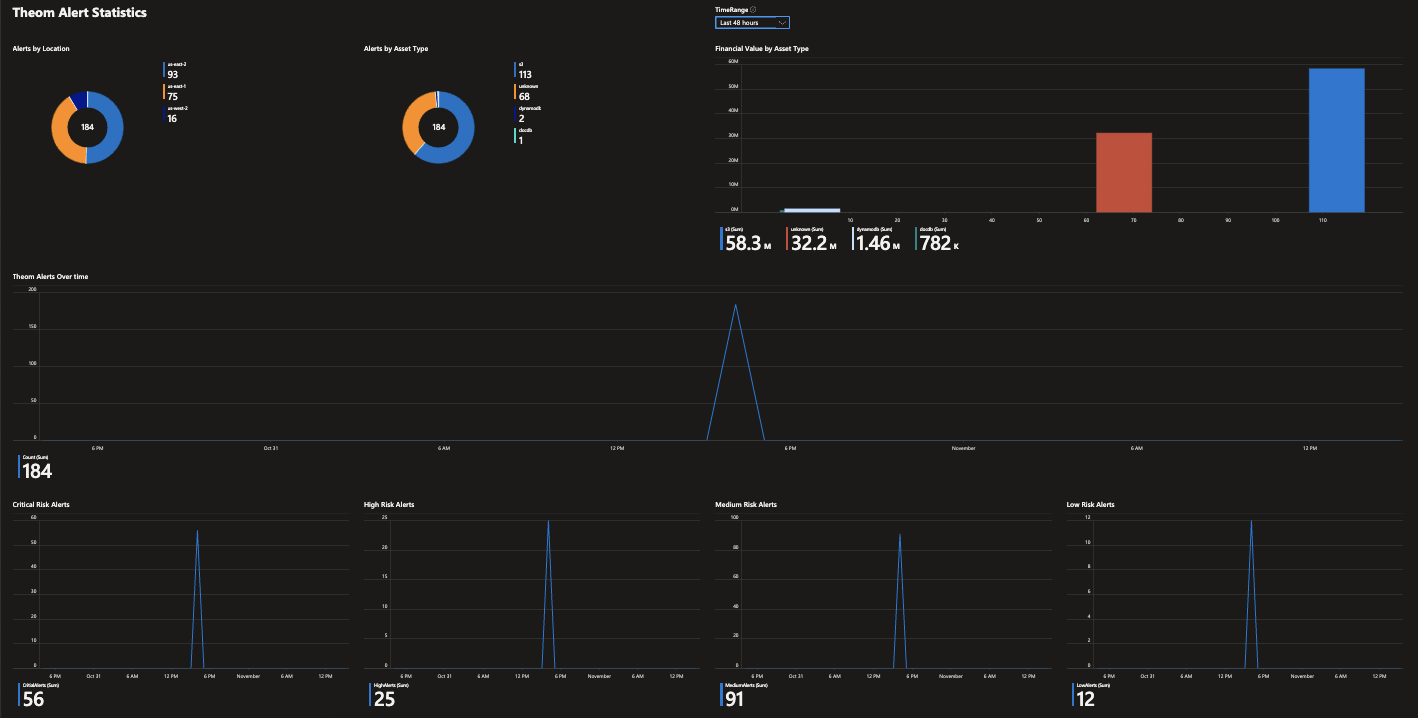 Theom Alert Statistics
TimeRange
Last 48 hours
Alerts by Location
184
us-east-2
93
us-east-1
75
us-west-2
16
Alerts by Asset Type
184
s3
113
unknown
68
dynamodb
2
docdb
1
Financial Value by Asset Type
60M
50M
40M
30M
20M
10M
0M
10 20 30 40 50 60 70 80 90 100 110
s3 (Sum)
58.3 M
unknown (Sum)
32.2 M
dynamodb (Sum)
1.46 M
docdb (Sum)
782 K
Theom Alerts Over time
200
150
100
50
0
6 PM Oct 31 6 AM 12 PM 6 PM November 6 AM 12 PM
Count (Sum)
184
Critical Risk Alerts
60
50
40
30
20
10
0
6 PM Oct 31 6 AM 12 PM 6 PM November 6 AM 12 PM
CritialAlerts (Sum)
56
High Risk Alerts
25
20
15
10
5
0
6 PM Oct 31 6 AM 12 PM 6 PM November 6 AM 12 PM
HighAlerts (Sum)
25
Medium Risk Alerts
100
80
60
40
20
0
6 PM Oct 31 6 AM 12 PM 6 PM November 6 AM 12 PM
MediumAlerts (Sum)
91
Low Risk Alerts
12
10
8
6
4
2
0
6 PM Oct 31 6 AM 12 PM 6 PM November 6 AM 12 PM
LowAlerts (Sum)
12